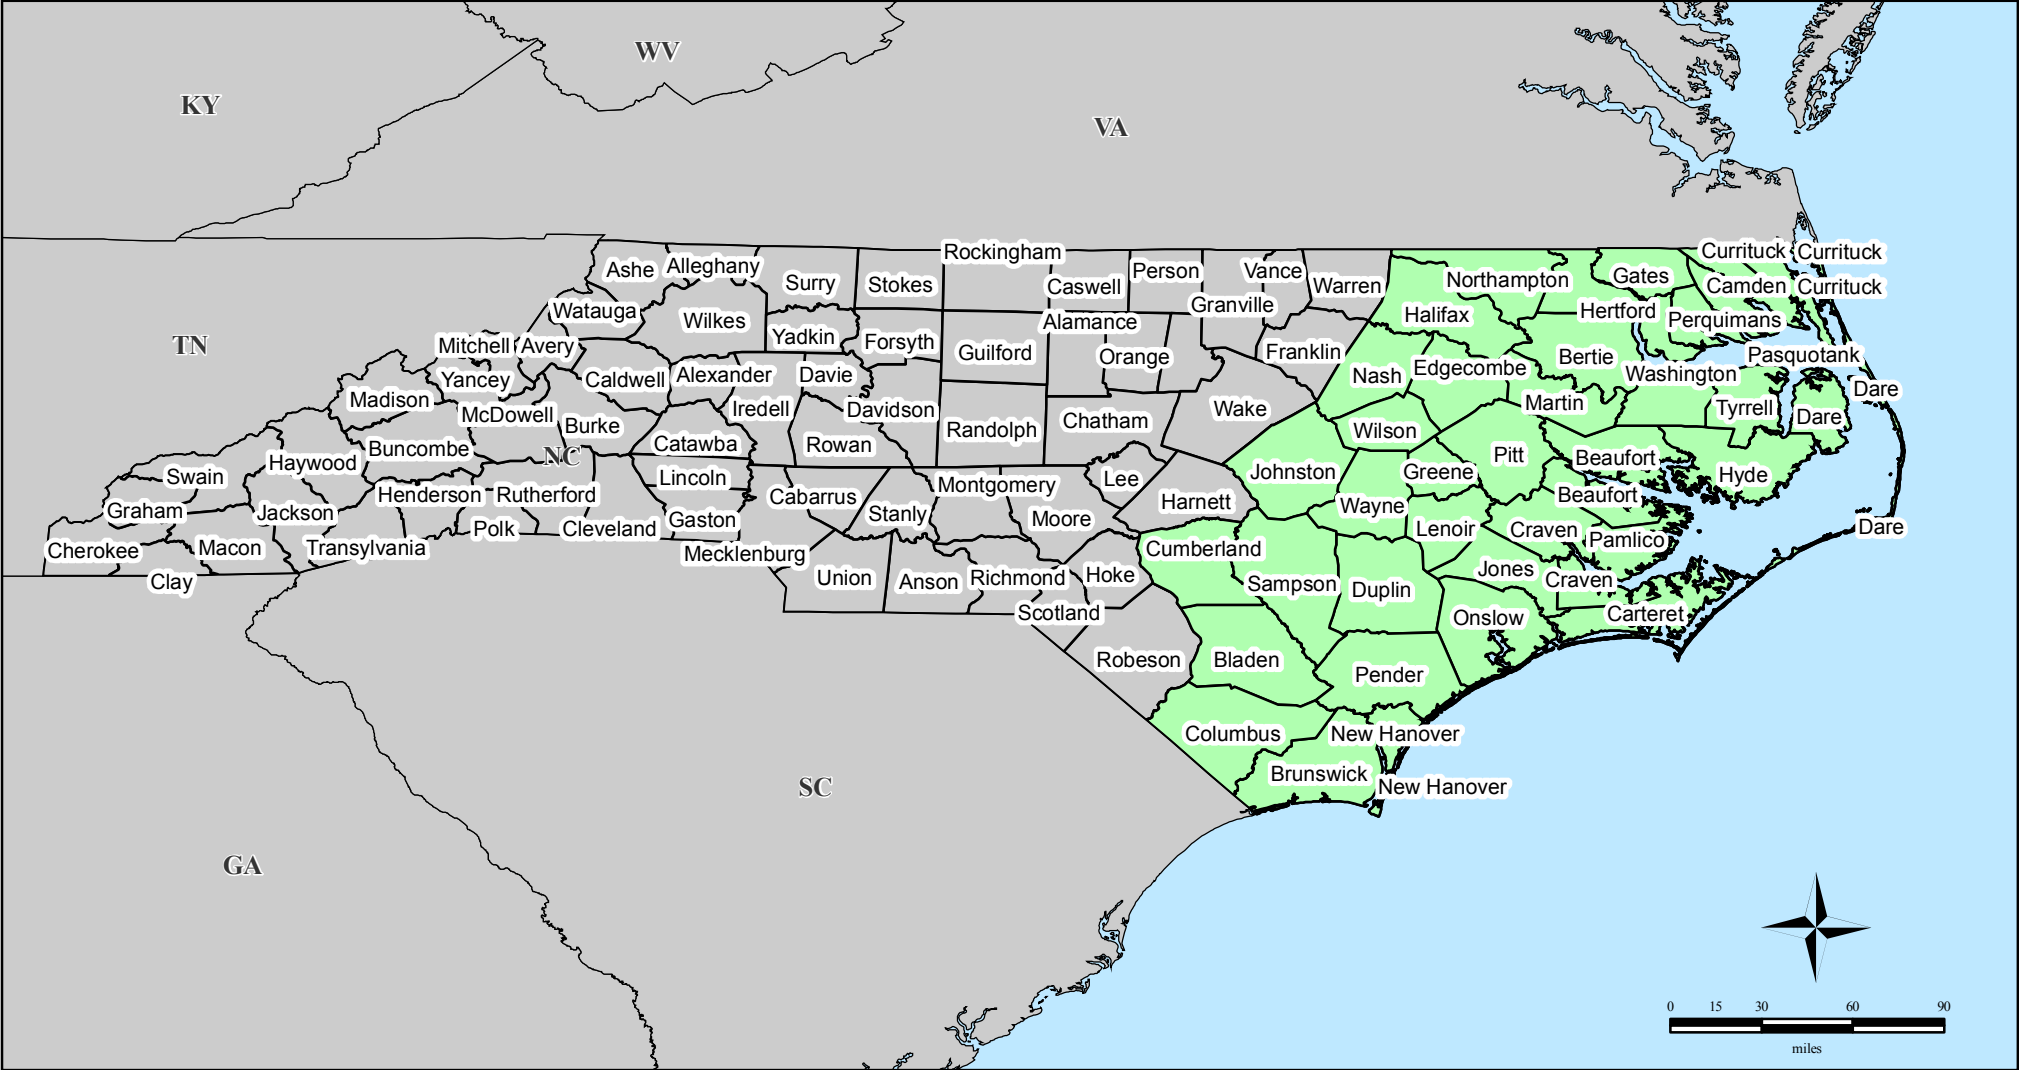 WV
KY
VA
Rockingham
Currituck
Currituck
Ashe
Alleghany
Person
Vance
Surry
Stokes
Caswell
Warren
Northampton
Gates
Camden
Currituck
Granville
Watauga
Wilkes
Alamance
Halifax
Hertford
Perquimans
TN
Mitchell
Avery
Yadkin
Forsyth
Guilford
Orange
Franklin
Bertie
Pasquotank
Yancey
Caldwell
Alexander
Davie
Nash
Edgecombe
Washington
Dare
Madison
McDowell
Iredell
Davidson
Chatham
Wake
Martin
Tyrrell
Dare
Burke
Catawba
Rowan
Randolph
Wilson
Buncombe
NC
Haywood
Pitt
Beaufort
Swain
Lincoln
Montgomery
Lee
Johnston
Greene
Hyde
Henderson
Rutherford
Cabarrus
Harnett
Beaufort
Graham
Jackson
Gaston
Stanly
Moore
Wayne
Polk
Cleveland
Lenoir
Craven
Pamlico
Dare
Cherokee
Macon
Transylvania
Mecklenburg
Cumberland
Clay
Union
Anson
Richmond
Hoke
Sampson
Duplin
Jones
Craven
Scotland
Onslow
Carteret
Robeson
Bladen
Pender
Columbus
New Hanover
Brunswick
New Hanover
SC
GA
0 15 30 60 90
miles